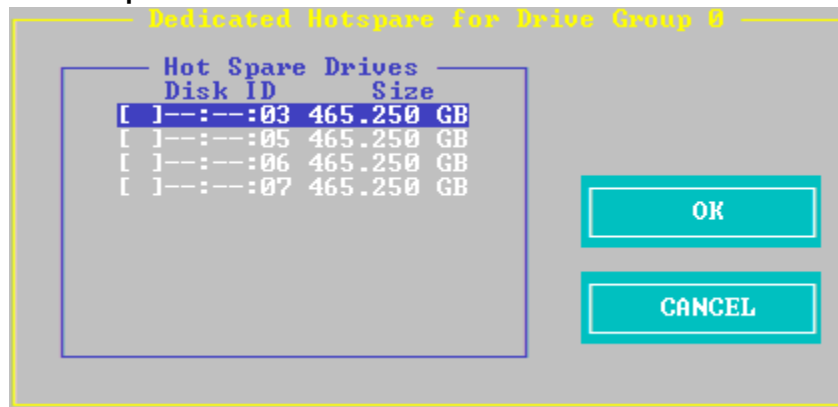 Dedicated Hotspare for Drive Group 0
Hot Spare Drives
Disk ID Size
[ ]--:--:03 465.250 GB
[ ]--:--:05 465.250 GB
[ ]--:--:06 465.250 GB
[ ]--:--:07 465.250 GB
OK
CANCEL